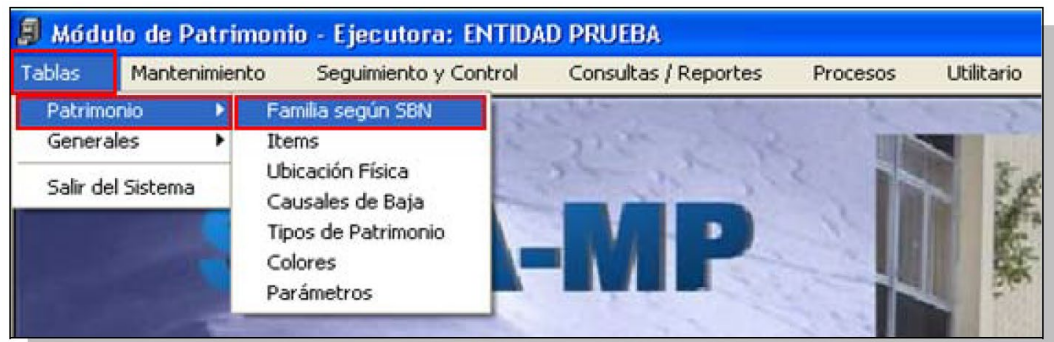 Módulo de Patrimonio - Ejecutora: ENTIDAD PRUEBA
Tablas Mantenimiento Seguimiento y Control Consultas / Reportes Procesos Utilitario
Patrimonio
Generales
Salir del Sistema
Familia según SBN
Items
Ubicación Física
Causales de Baja
Tipos de Patrimonio
Colores
Parámetros
-MP